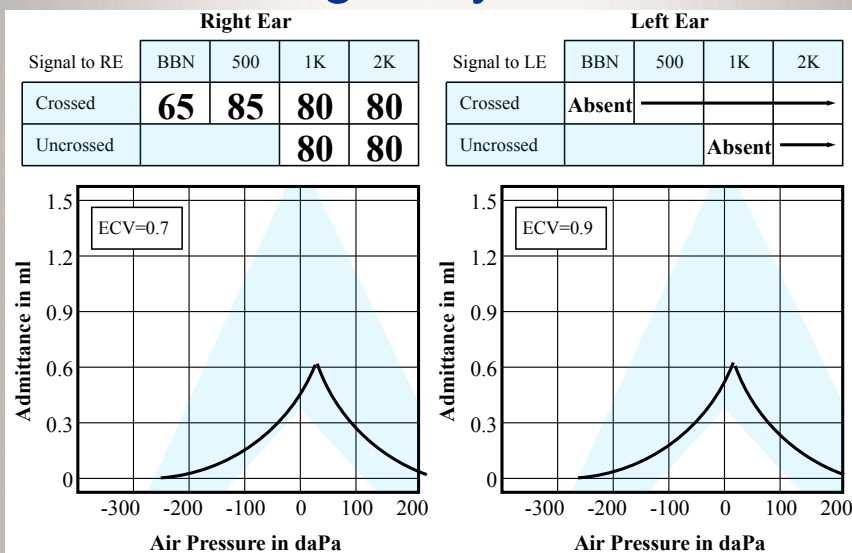 Right Ear
Signal to RE BBN 500 1K 2K
Crossed 65 85 80 80
Uncrossed 80 80
ECV=0.7
Admittance in ml
1.5
1.2
0.9
0.6
0.3
0
-300 -200 -100 0 100 200
Air Pressure in daPa
Left Ear
Signal to LE BBN 500 1K 2K
Crossed Absent
Uncrossed Absent
ECV=0.9
Admittance in ml
1.5
1.2
0.9
0.6
0.3
0
-300 -200 -100 0 100 200
Air Pressure in daPa